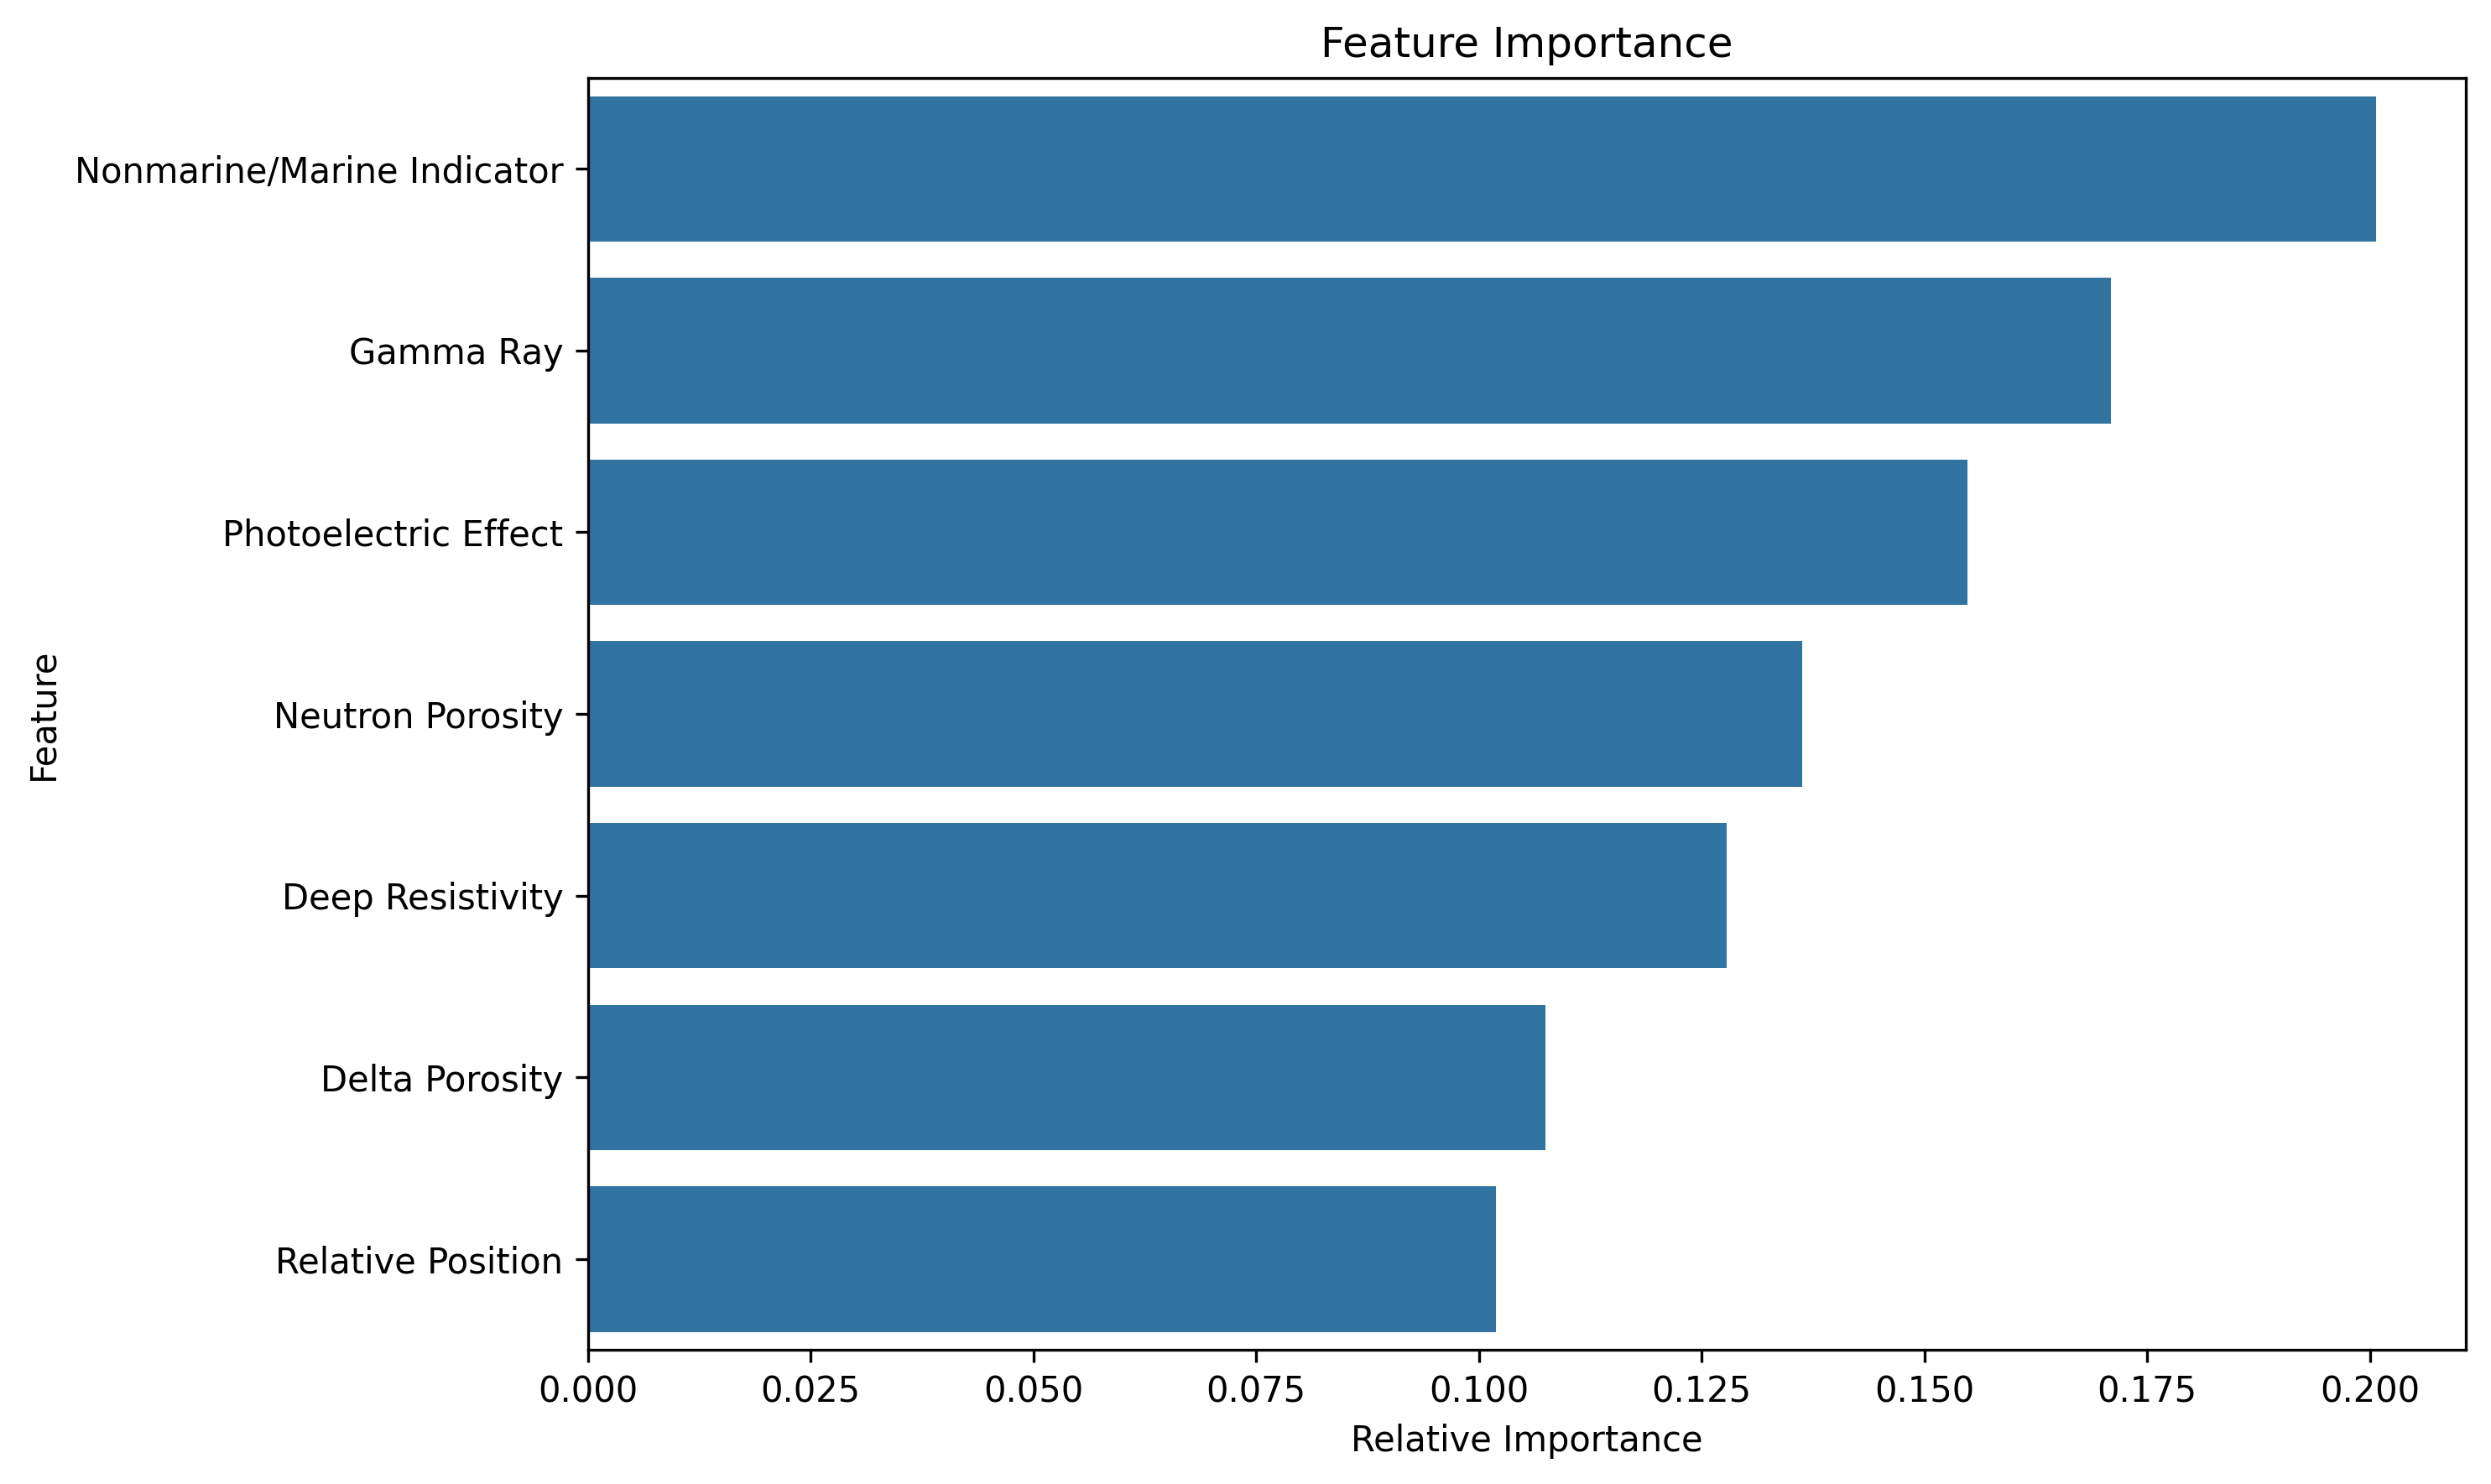 Feature Importance
Nonmarine/Marine Indicator
Gamma Ray
Photoelectric Effect
Neutron Porosity
Deep Resistivity
Delta Porosity
Relative Position
Feature
0.000 0.025 0.050 0.075 0.100 0.125 0.150 0.175 0.200
Relative Importance